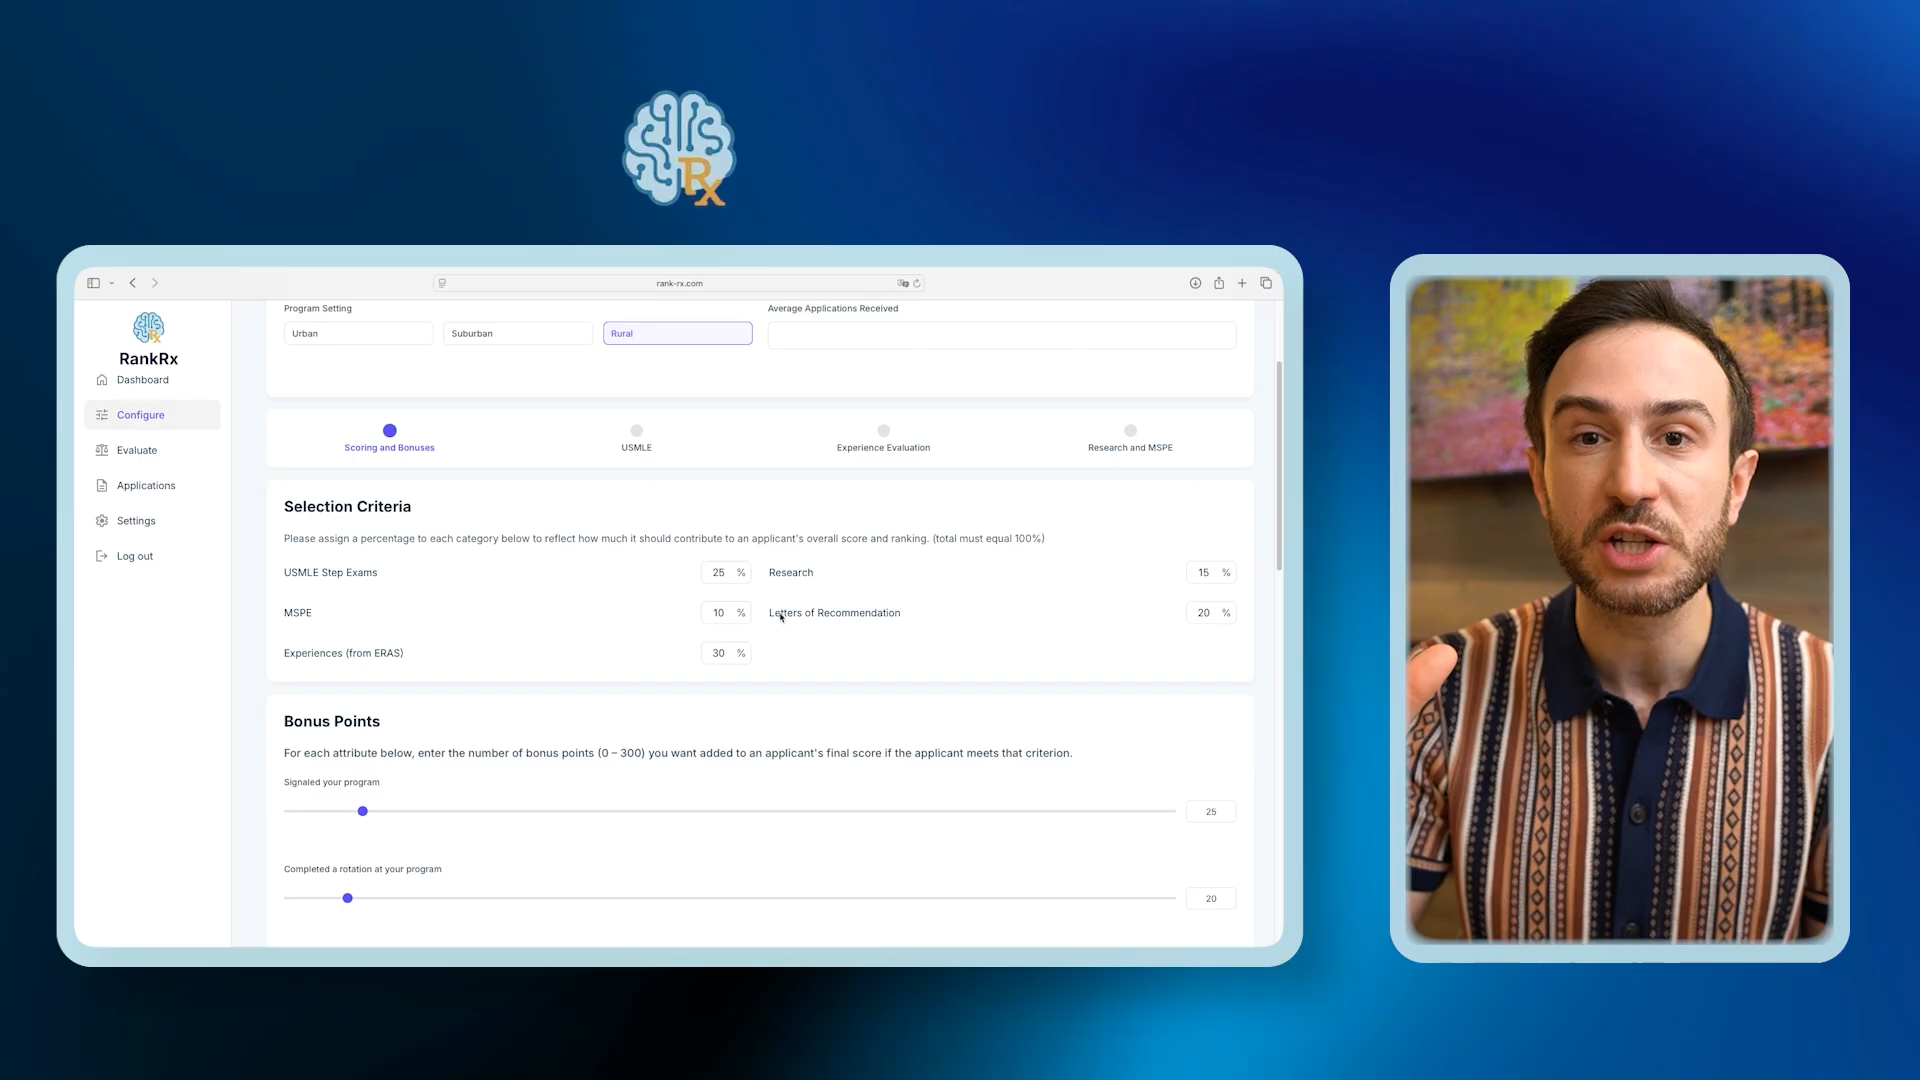 Rx
rank-rx.com
RankRx
Dashboard
Configure
Evaluate
Applications
Settings
Log out
Program Setting
Average Applications Received
Urban
Suburban
Rural
Scoring and Bonuses
USMLE
Experience Evaluation
Research and MSPE
Selection Criteria
Please assign a percentage to each category below to reflect how much it should contribute to an applicant's overall score and ranking. (total must equal 100%)
USMLE Step Exams 25 % Research 15 %
MSPE 10 % Letters of Recommendation 20 %
Experiences (from ERAS) 30 %
Bonus Points
For each attribute below, enter the number of bonus points (0 – 300) you want added to an applicant's final score if the applicant meets that criterion.
Signaled your program
25
Completed a rotation at your program
20